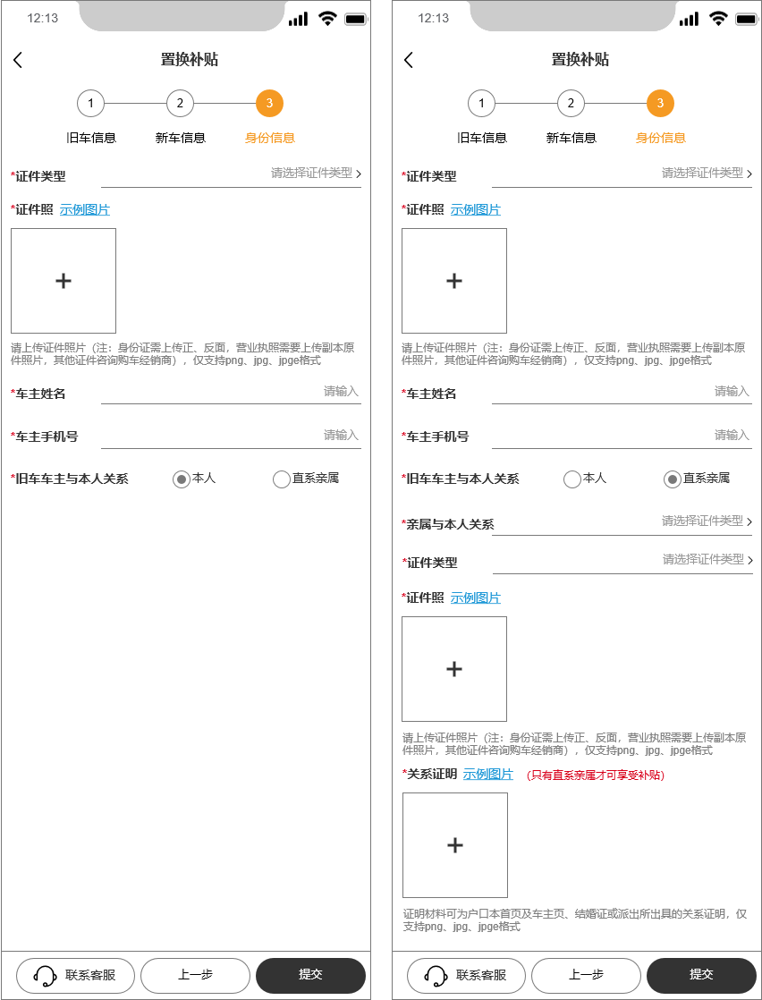 12:13
置换补贴
1
2
3
旧车信息
新车信息
身份信息
*证件类型
请选择证件类型
*证件照 示例图片
+
请上传证件照片（注：身份证需上传正、反面，营业执照需要上传副本原
件照片，其他证件咨询购车经销商），仅支持png、jpg、jpge格式
*车主姓名
请输入
*车主手机号
请输入
*旧车车主与本人关系
本人
直系亲属
联系客服
上一步
提交
12:13
置换补贴
1
2
3
旧车信息
新车信息
身份信息
*证件类型
请选择证件类型
*证件照 示例图片
+
请上传证件照片（注：身份证需上传正、反面，营业执照需要上传副本原
件照片，其他证件咨询购车经销商），仅支持png、jpg、jpge格式
*车主姓名
请输入
*车主手机号
请输入
*旧车车主与本人关系
本人
直系亲属
*亲属与本人关系
请选择证件类型
*证件类型
请选择证件类型
*证件照 示例图片
+
请上传证件照片（注：身份证需上传正、反面，营业执照需要上传副本原
件照片，其他证件咨询购车经销商），仅支持png、jpg、jpge格式
*关系证明 示例图片 （只有直系亲属才可享受补贴）
+
证明材料可为户口本首页及车主页、结婚证或派出所出具的关系证明，仅
支持png、jpg、jpge格式
联系客服
上一步
提交